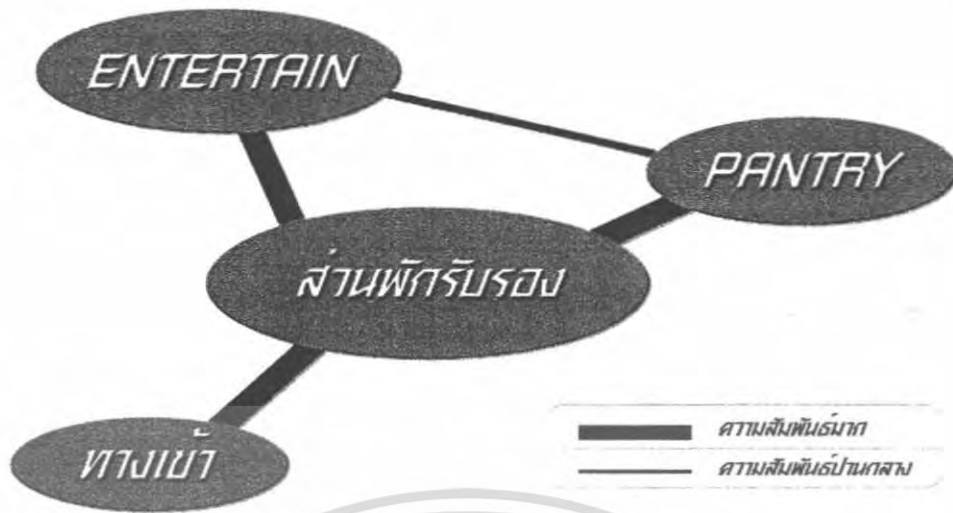 ENTERTAIN
PANTRY
ส่วนพักรับรอง
ทางเข้า
ความสัมพันธ์มาก
ความสัมพันธ์ปานกลาง